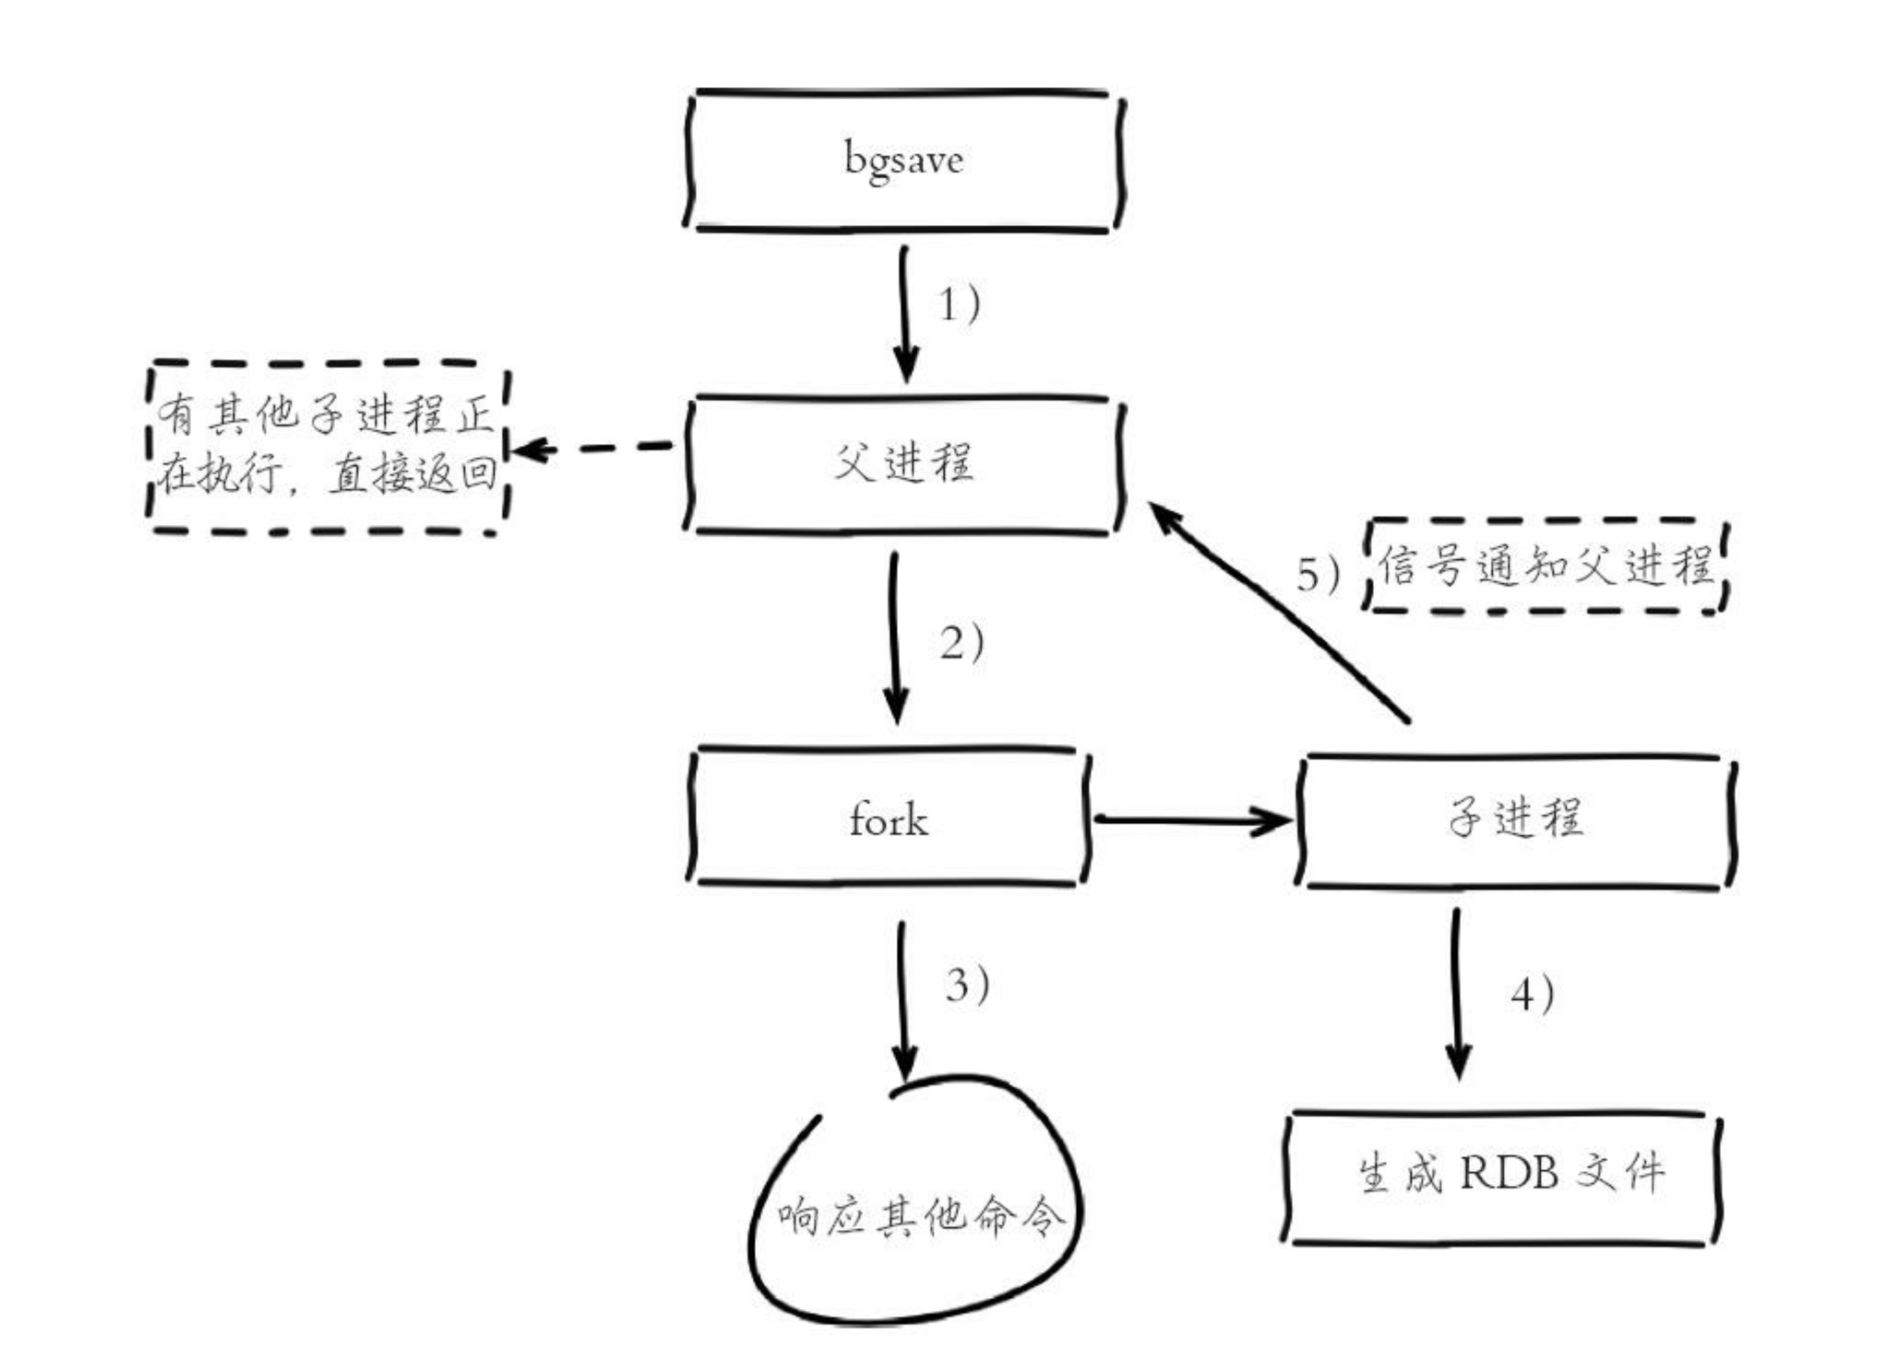 bgsave
1)
有其他子进程正
在执行，直接返回
父进程
5)
信号通知父进程
2)
fork
子进程
3)
4)
响应其他命令
生成 RDB 文件